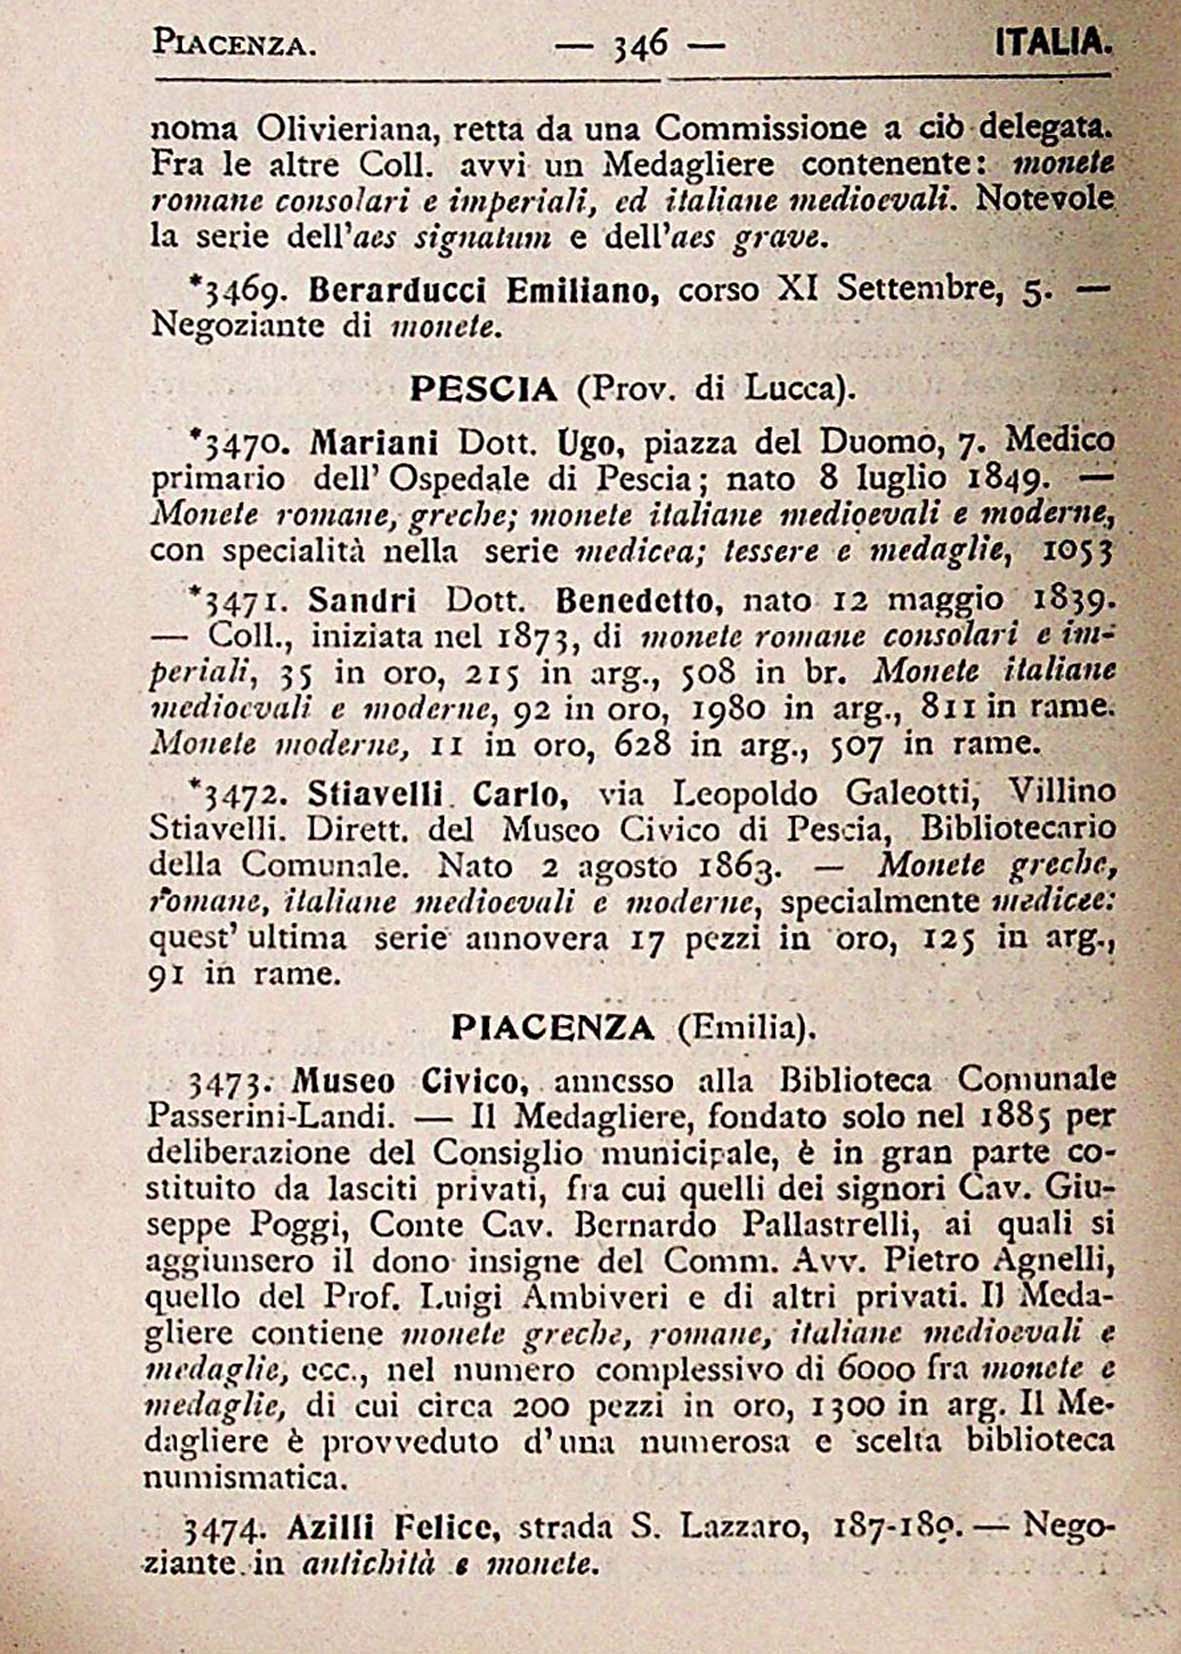 PIACENZA. — 346 — ITALIA.
noma Olivieriana, retta da una Commissione a ciò delegata.
Fra le altre Coll. avvi un Medagliere contenente: monete
romane consolari e imperiali, ed italiane medioevali. Notevole
la serie dell'aes signatum e dell'aes grave.
*3469. Berarducci Emiliano, corso XI Settembre, 5. —
Negoziante di monete.
PESCIA (Prov. di Lucca).
*3470. Mariani Dott. Ugo, piazza del Duomo, 7. Medico
primario dell' Ospedale di Pescia; nato 8 luglio 1849. —
Monete romane, greche; monete italiane medioevali e moderne,
con specialità nella serie medicea; tessere e medaglie, 1053
*3471. Sandri Dott. Benedetto, nato 12 maggio 1839.
— Coll., iniziata nel 1873, di monete romane consolari e im-
periali, 35 in oro, 215 in arg., 508 in br. Monete italiane
medioevali e moderne, 92 in oro, 1980 in arg., 811 in rame.
Monete moderne, 11 in oro, 628 in arg., 507 in rame.
*3472. Stiavelli Carlo, via Leopoldo Galeotti, Villino
Stiavelli. Dirett. del Museo Civico di Pescia, Bibliotecario
della Comunale. Nato 2 agosto 1863. — Monete greche,
romane, italiane medioevali e moderne, specialmente medicee:
quest' ultima serie annovera 17 pezzi in oro, 125 in arg.,
91 in rame.
PIACENZA (Emilia).
3473. Museo Civico, annesso alla Biblioteca Comunale
Passerini-Landi. — Il Medagliere, fondato solo nel 1885 per
deliberazione del Consiglio municipale, è in gran parte co-
stituito da lasciti privati, fra cui quelli dei signori Cav. Giu-
seppe Poggi, Conte Cav. Bernardo Pallastrelli, ai quali si
aggiunsero il dono insigne del Comm. Avv. Pietro Agnelli,
quello del Prof. Luigi Ambiveri e di altri privati. Il Meda-
gliere contiene monete greche, romane, italiane medioevali e
medaglie, ecc., nel numero complessivo di 6000 fra monete e
medaglie, di cui circa 200 pezzi in oro, 1300 in arg. Il Me-
dagliere è provveduto d'una numerosa e scelta biblioteca
numismatica.
3474. Azilli Felice, strada S. Lazzaro, 187-189. — Nego-
ziante in antichità e monete.